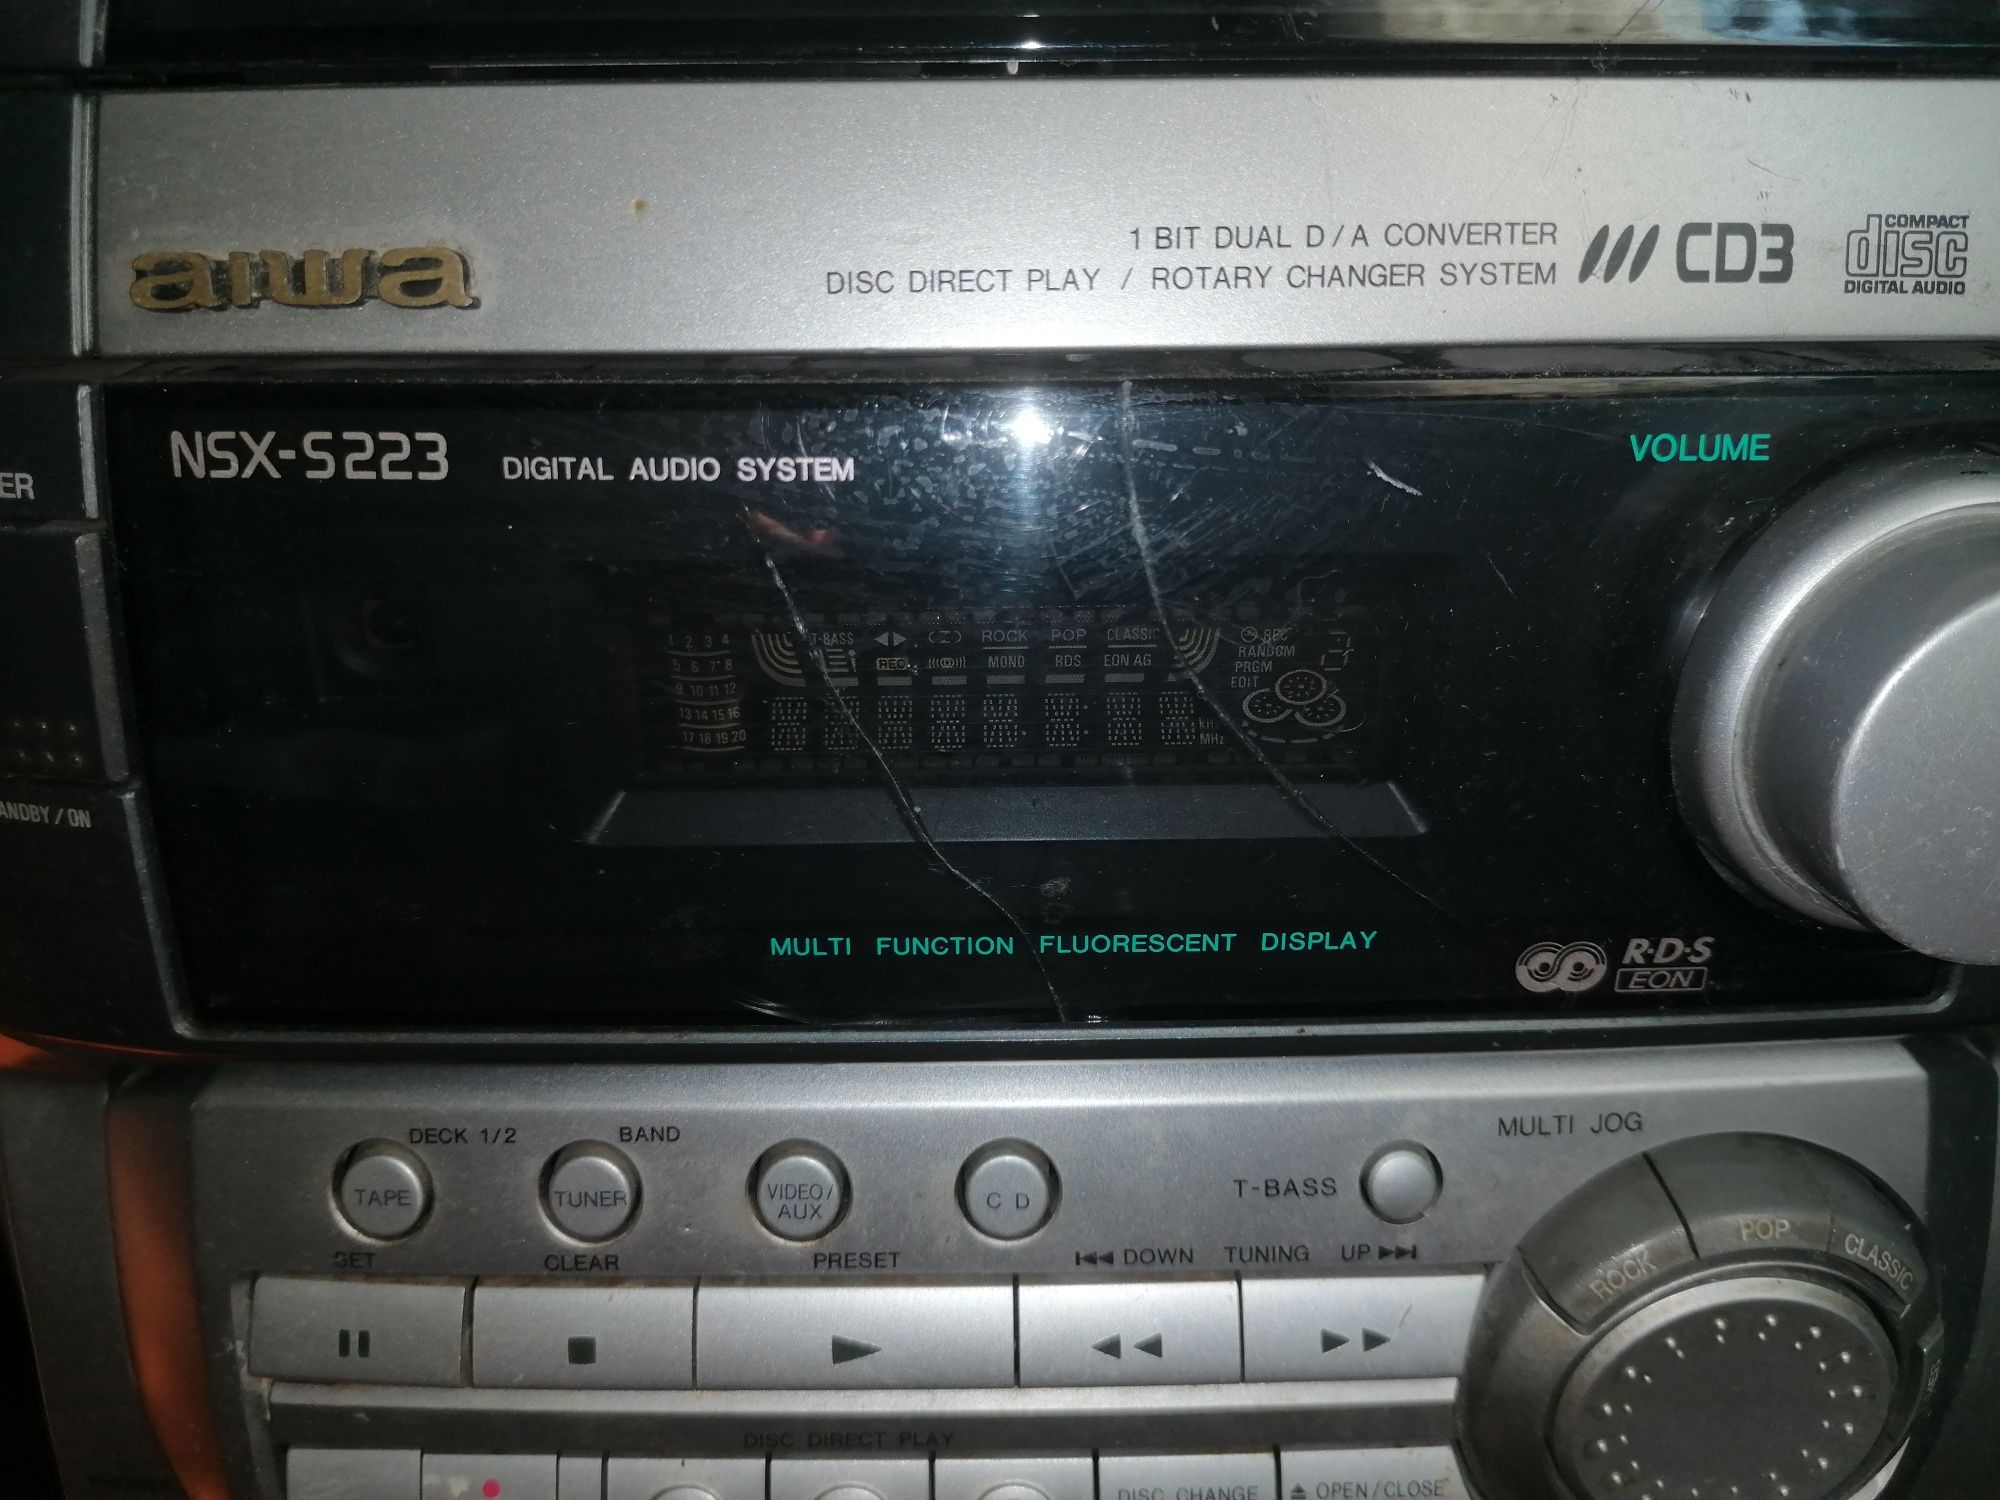 aiwa
1 BIT DUAL D/A CONVERTER
DISC DIRECT PLAY / ROTARY CHANGER SYSTEM
CD3
COMPACT
disc
DIGITAL AUDIO
NSX-S223
DIGITAL AUDIO SYSTEM
VOLUME
ER
1 2 3 4
5 6 7 8
9 10 11 12
13 14 15 16
17 18 19 20
T-BASS
ROCK POP CLASSIC
REC
MONO RDS EON AG
REC
RANDOM
PRGM
EDIT
kHz
MHz
ANDBY / ON
MULTI FUNCTION FLUORESCENT DISPLAY
R·D·S
EON
DECK 1/2
BAND
MULTI JOG
TAPE
TUNER
VIDEO/
AUX
CD
T-BASS
SET
CLEAR
PRESET
DOWN TUNING UP
ROCK
POP
CLASSIC
DISC DIRECT PLAY
DISC CHANGE
OPEN/CLOSE